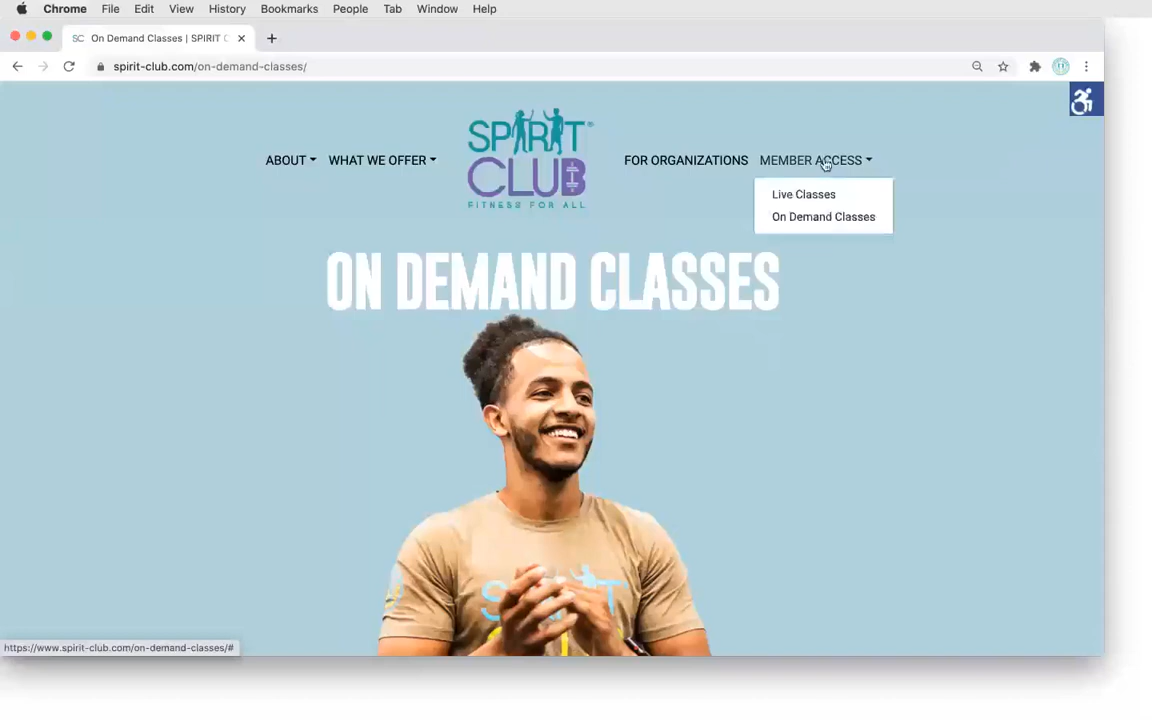 Chrome File Edit View History Bookmarks People Tab Window Help
SC On Demand Classes | SPIRIT C
spirit-club.com/on-demand-classes/
ABOUT WHAT WE OFFER
SPIRIT®
CLUB
FITNESS FOR ALL
FOR ORGANIZATIONS MEMBER ACCESS
Live Classes
On Demand Classes
ON DEMAND CLASSES
SPIRIT
https://www.spirit-club.com/on-demand-classes/#